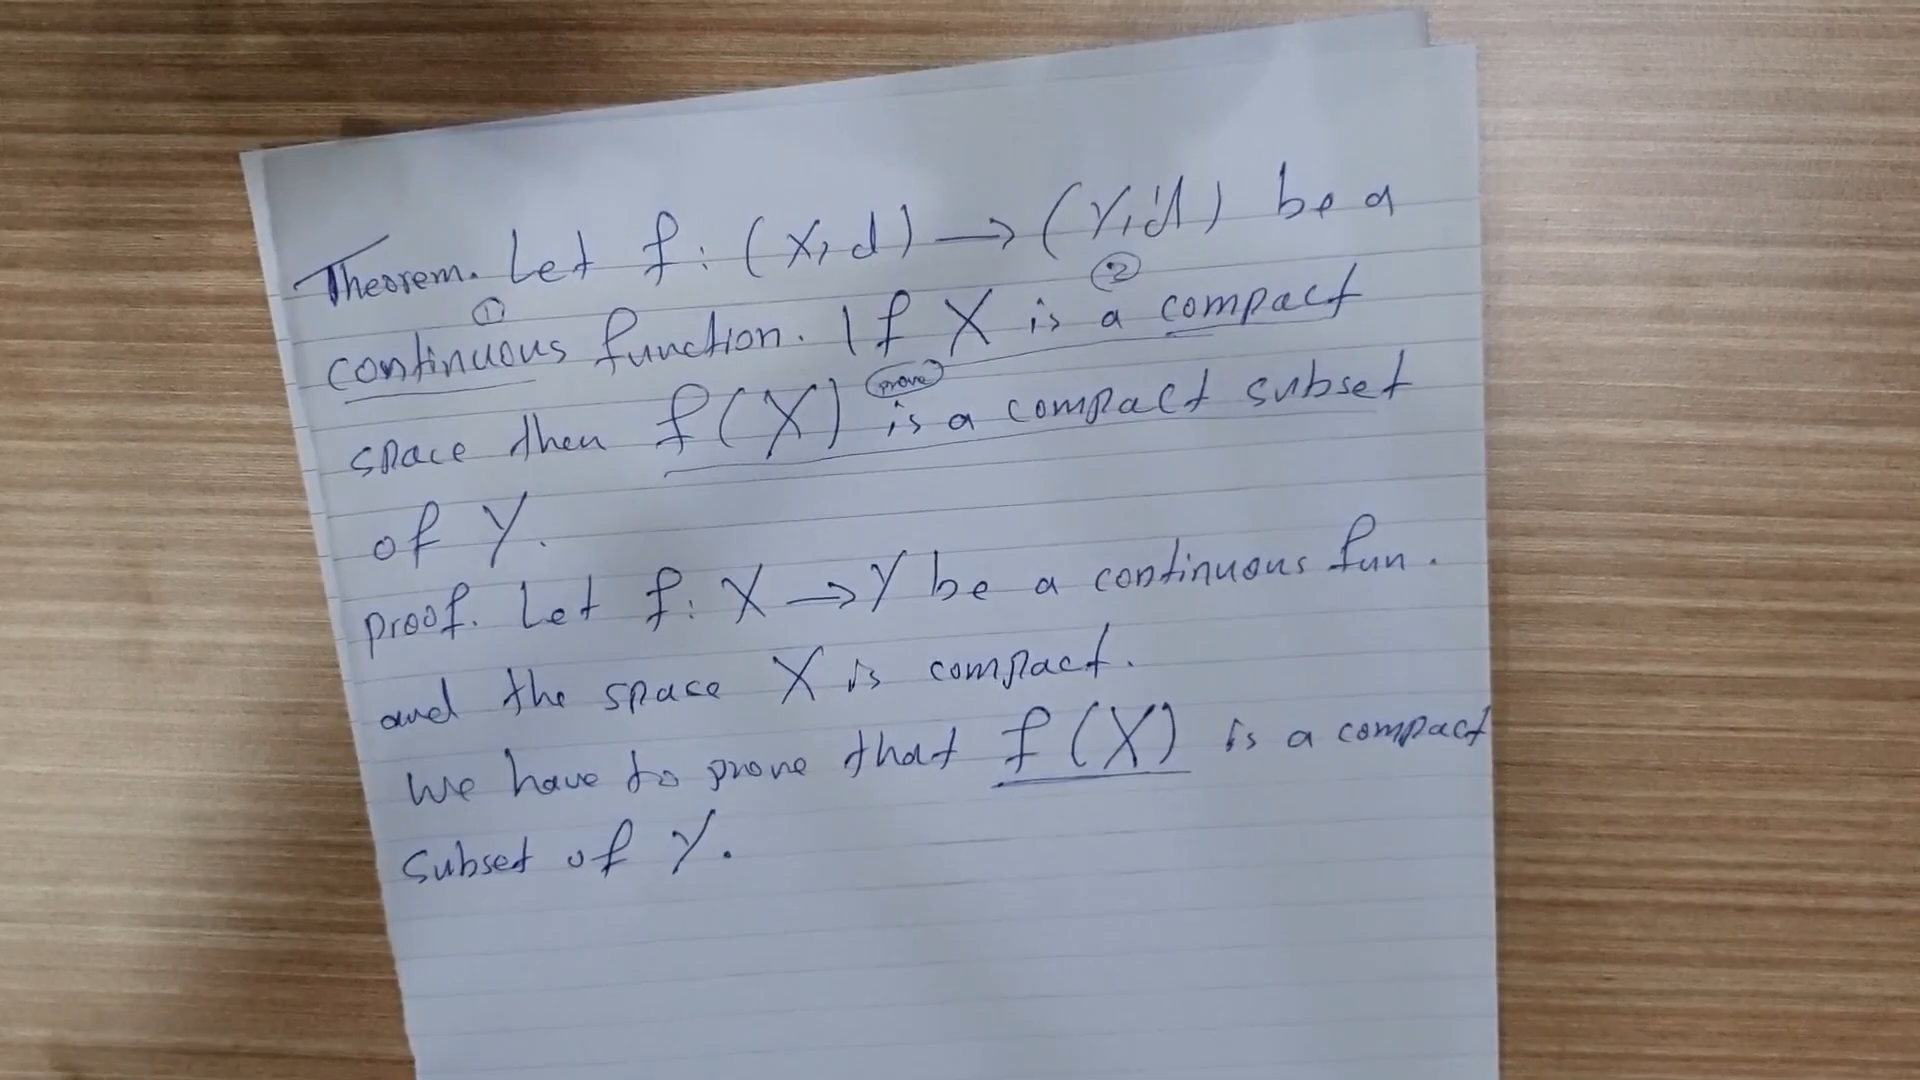 Theorem. Let f: (X, d) → (Y, d') be a
①
②
continuous function. If X is a compact
prove
space then f(X) is a compact subset
of Y.
proof. Let f: X → Y be a continuous fun.
and the space X is compact.
We have to prove that f(X) is a compact
subset of Y.